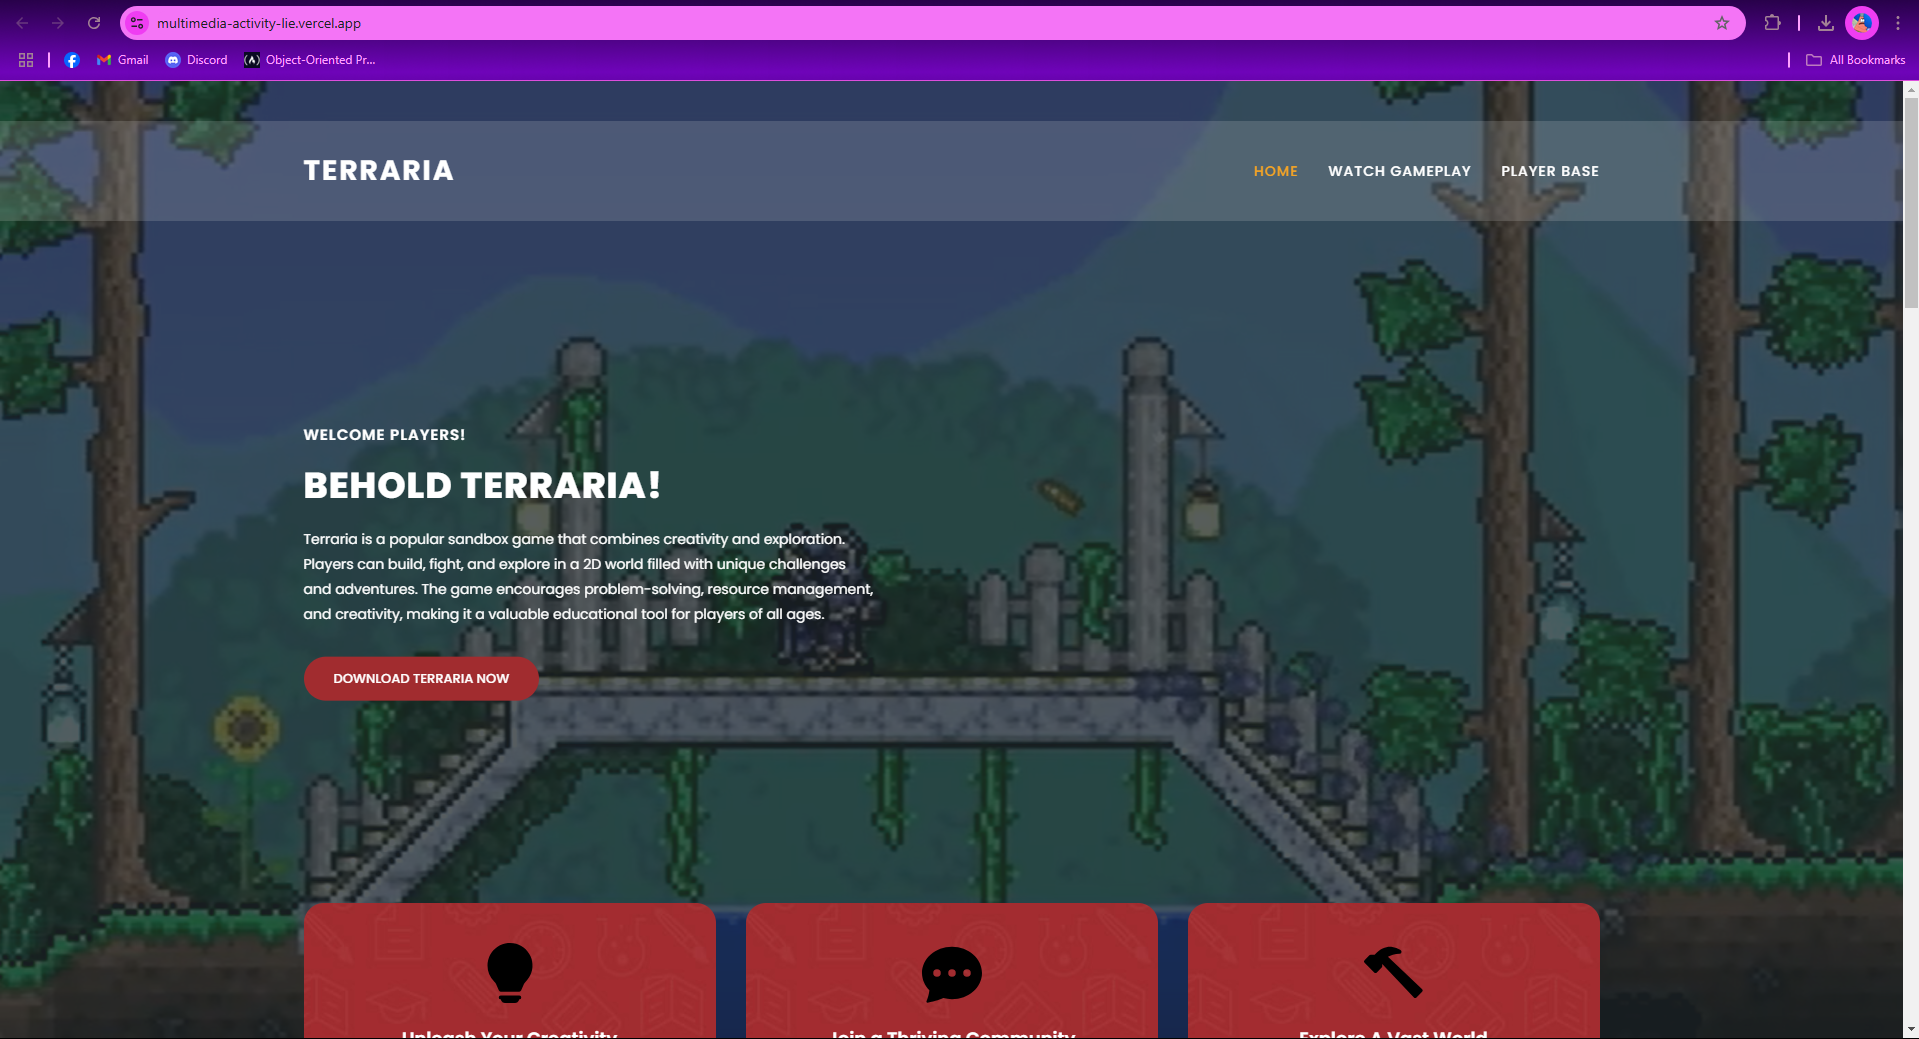 multimedia-activity-lie.vercel.app
Gmail
Discord
Object-Oriented Pr...
All Bookmarks
TERRARIA
HOME
WATCH GAMEPLAY
PLAYER BASE
WELCOME PLAYERS!
BEHOLD TERRARIA!
Terraria is a popular sandbox game that combines creativity and exploration.
Players can build, fight, and explore in a 2D world filled with unique challenges
and adventures. The game encourages problem-solving, resource management,
and creativity, making it a valuable educational tool for players of all ages.
DOWNLOAD TERRARIA NOW
Unleash Your Creativity
Join a Thriving Community
Explore A Vast World